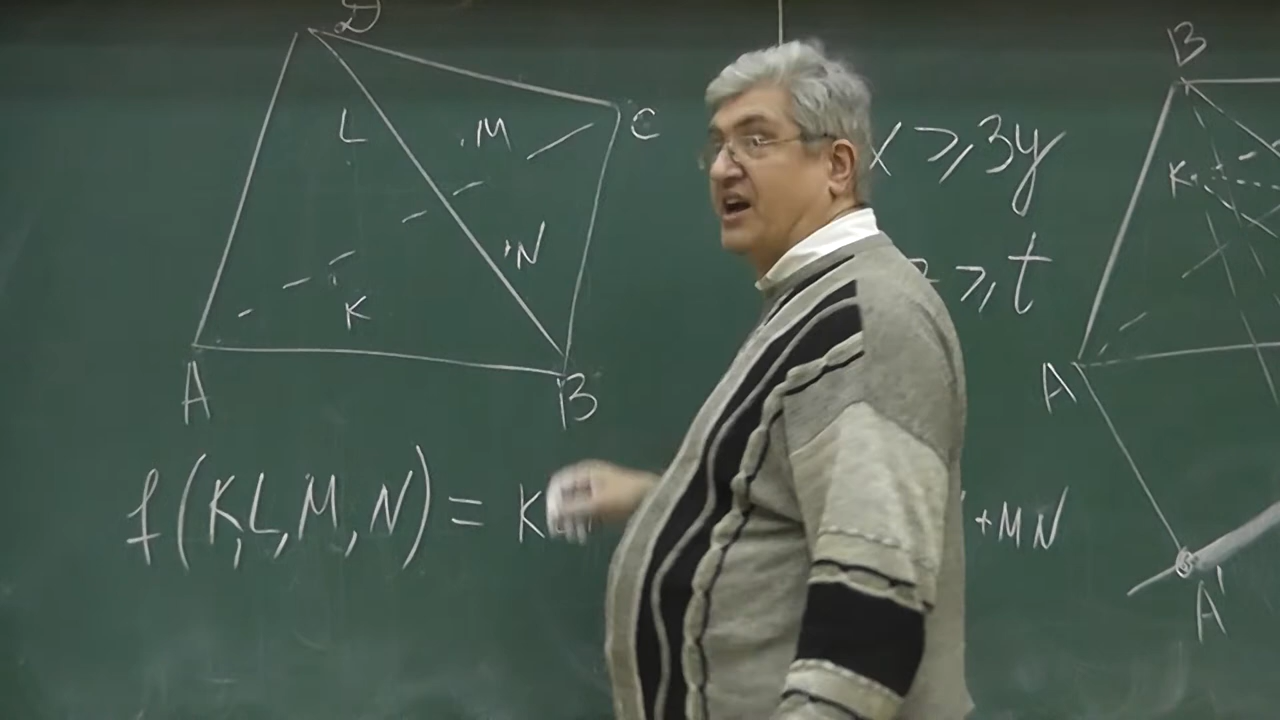 D
L
M
C
N
K
A
B
f(K,L,M,N) = K
+MN
x ⩾ 3y
⩾ t
B
K
A
A'